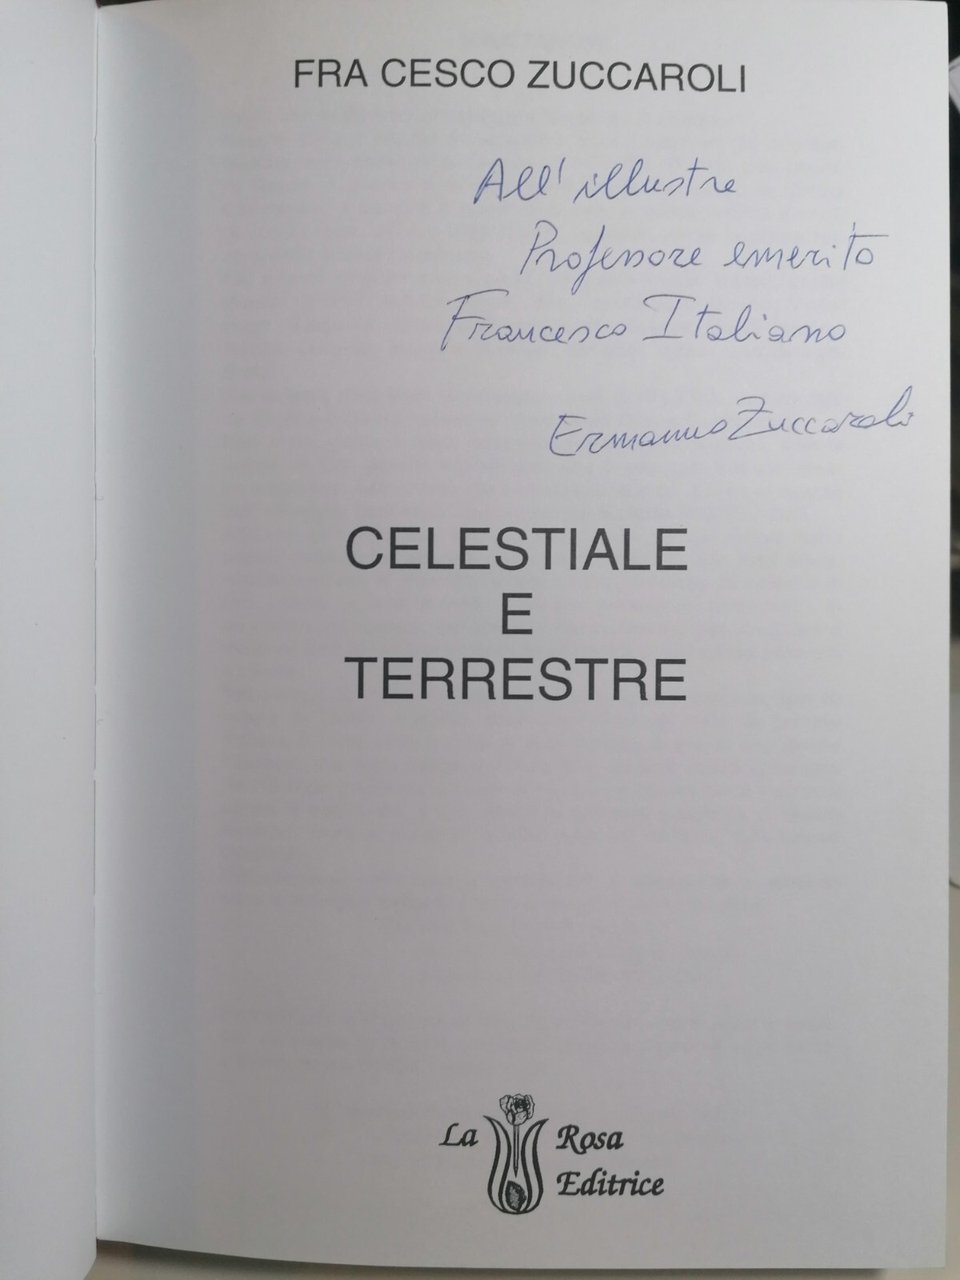 FRA CESCO ZUCCAROLI
All' illustre
Professore emerito
Francesco Italiano
Ermanno Zuccaroli
CELESTIALE
E
TERRESTRE
La Rosa
Editrice